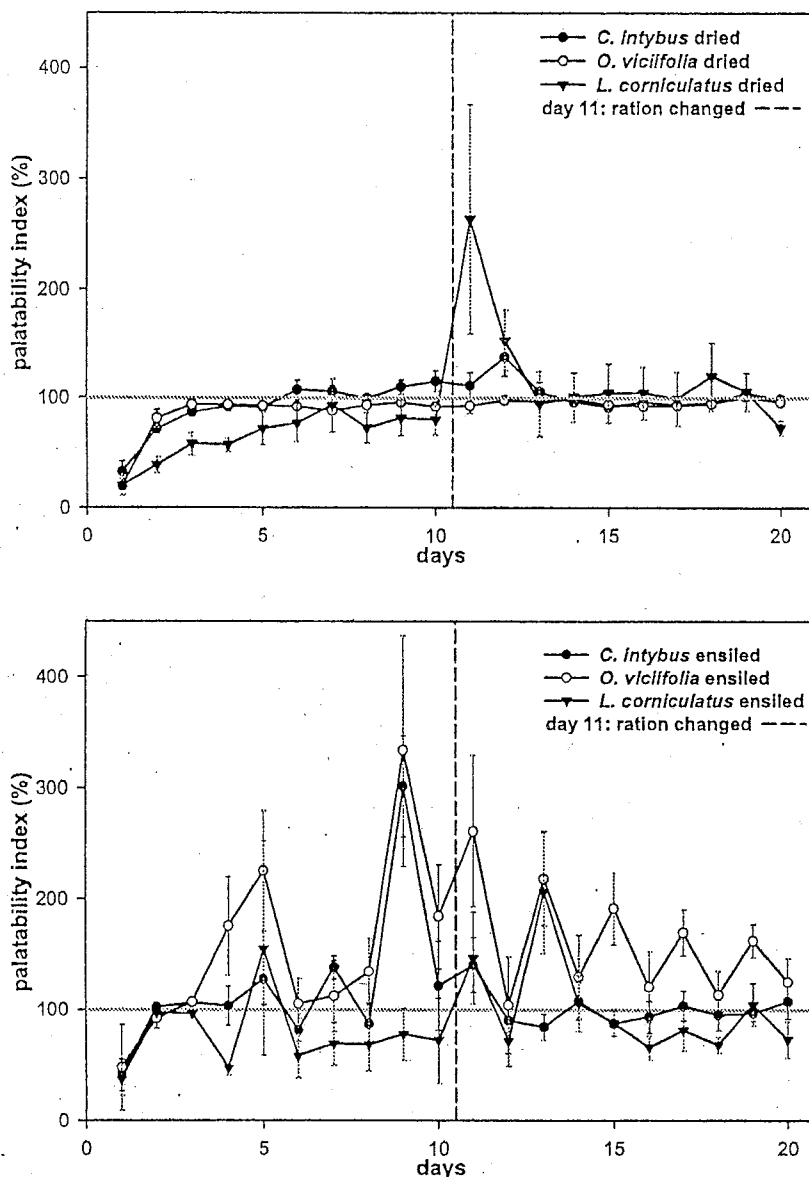 400
300
200
100
0
palatability index (%)
C. intybus dried
O. viciifolia dried
L. corniculatus dried
day 11: ration changed
0 5 10 15 20
days
400
300
200
100
0
palatability index (%)
C. intybus ensiled
O. viciifolia ensiled
L. corniculatus ensiled
day 11: ration changed
0 5 10 15 20
days